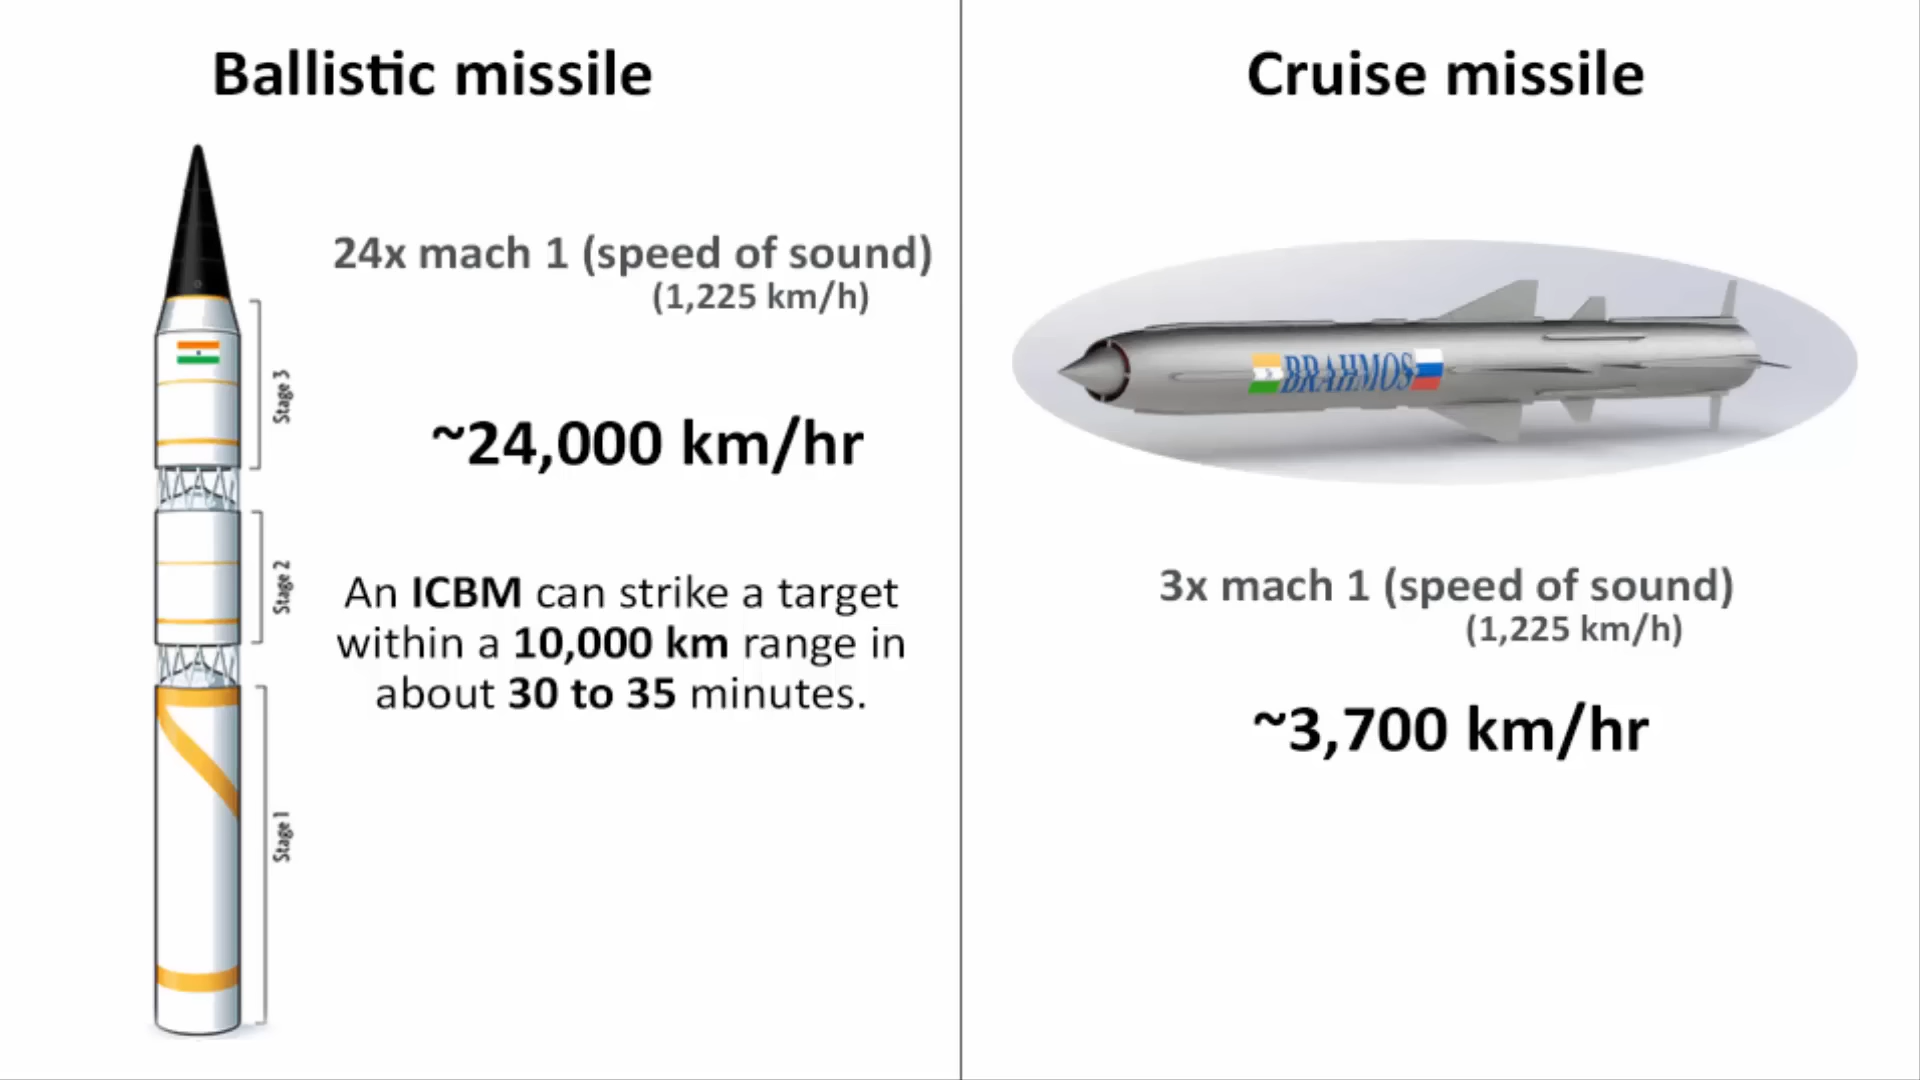 Ballistic missile
24x mach 1 (speed of sound)
(1,225 km/h)
~24,000 km/hr
An ICBM can strike a target
within a 10,000 km range in
about 30 to 35 minutes.
Stage 3
Stage 2
Stage 1
Cruise missile
BRAHMOS
3x mach 1 (speed of sound)
(1,225 km/h)
~3,700 km/hr